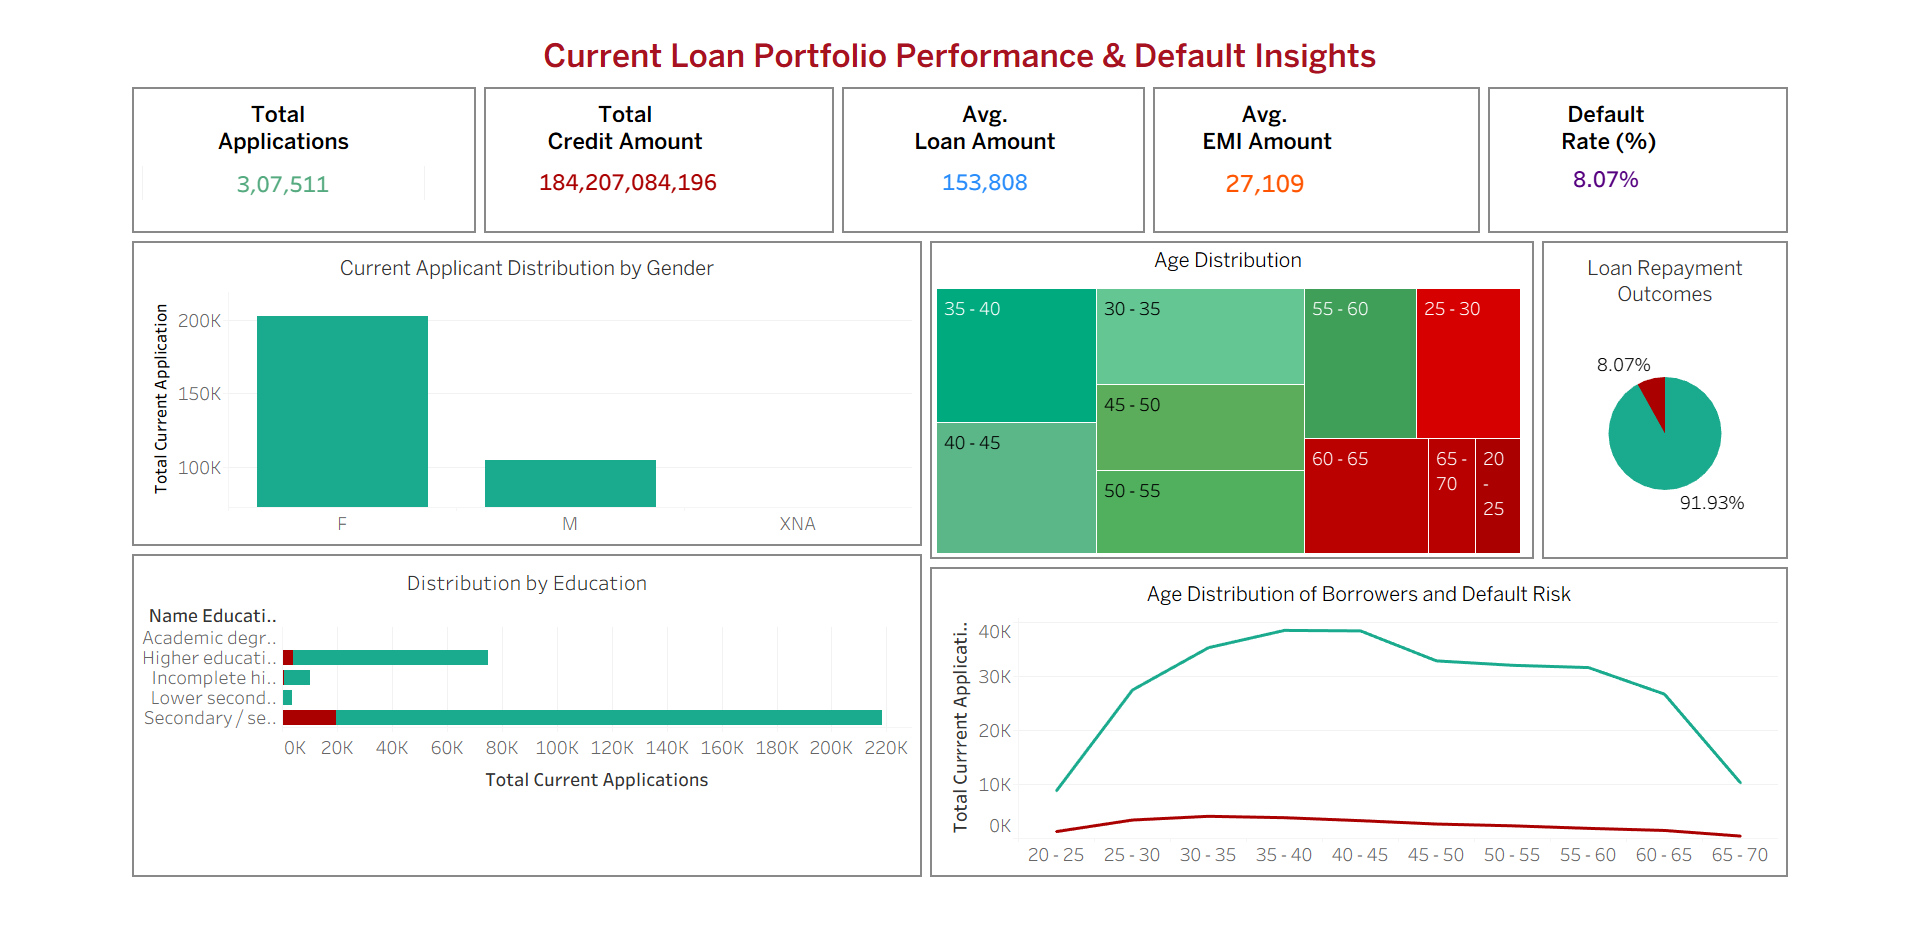 Current Loan Portfolio Performance & Default Insights
Total
Applications
3,07,511
Total
Credit Amount
184,207,084,196
Avg.
Loan Amount
153,808
Avg.
EMI Amount
27,109
Default
Rate (%)
8.07%
Current Applicant Distribution by Gender
Total Current Application
200K
150K
100K
F M XNA
Age Distribution
35 - 40
30 - 35
55 - 60
25 - 30
45 - 50
40 - 45
50 - 55
60 - 65
65 -
70
20
-
25
Loan Repayment
Outcomes
8.07%
91.93%
Distribution by Education
Name Educati..
Academic degr..
Higher educati..
Incomplete hi..
Lower second..
Secondary / se..
0K 20K 40K 60K 80K 100K 120K 140K 160K 180K 200K 220K
Total Current Applications
Age Distribution of Borrowers and Default Risk
Total Currrent Applicati..
40K
30K
20K
10K
0K
20 - 25 25 - 30 30 - 35 35 - 40 40 - 45 45 - 50 50 - 55 55 - 60 60 - 65 65 - 70